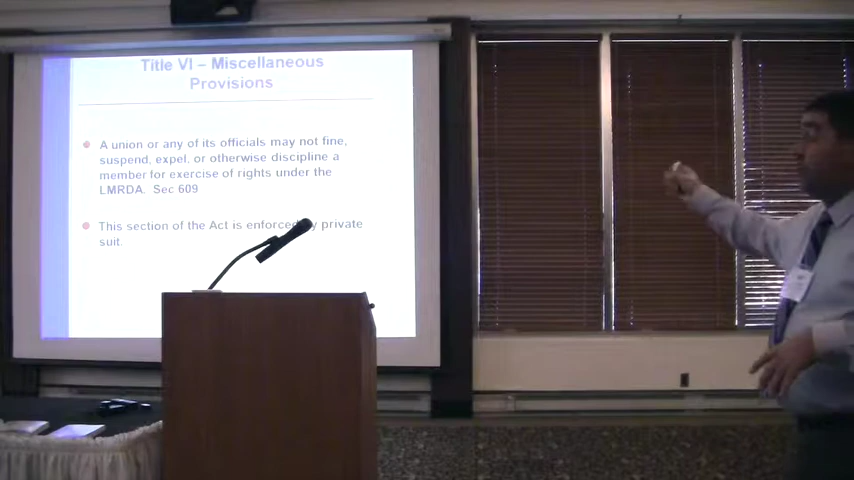 Title VI – Miscellaneous
Provisions
A union or any of its officials may not fine,
suspend, expel, or otherwise discipline a
member for exercise of rights under the
LMRDA. Sec 609
This section of the Act is enforced by private
suit.